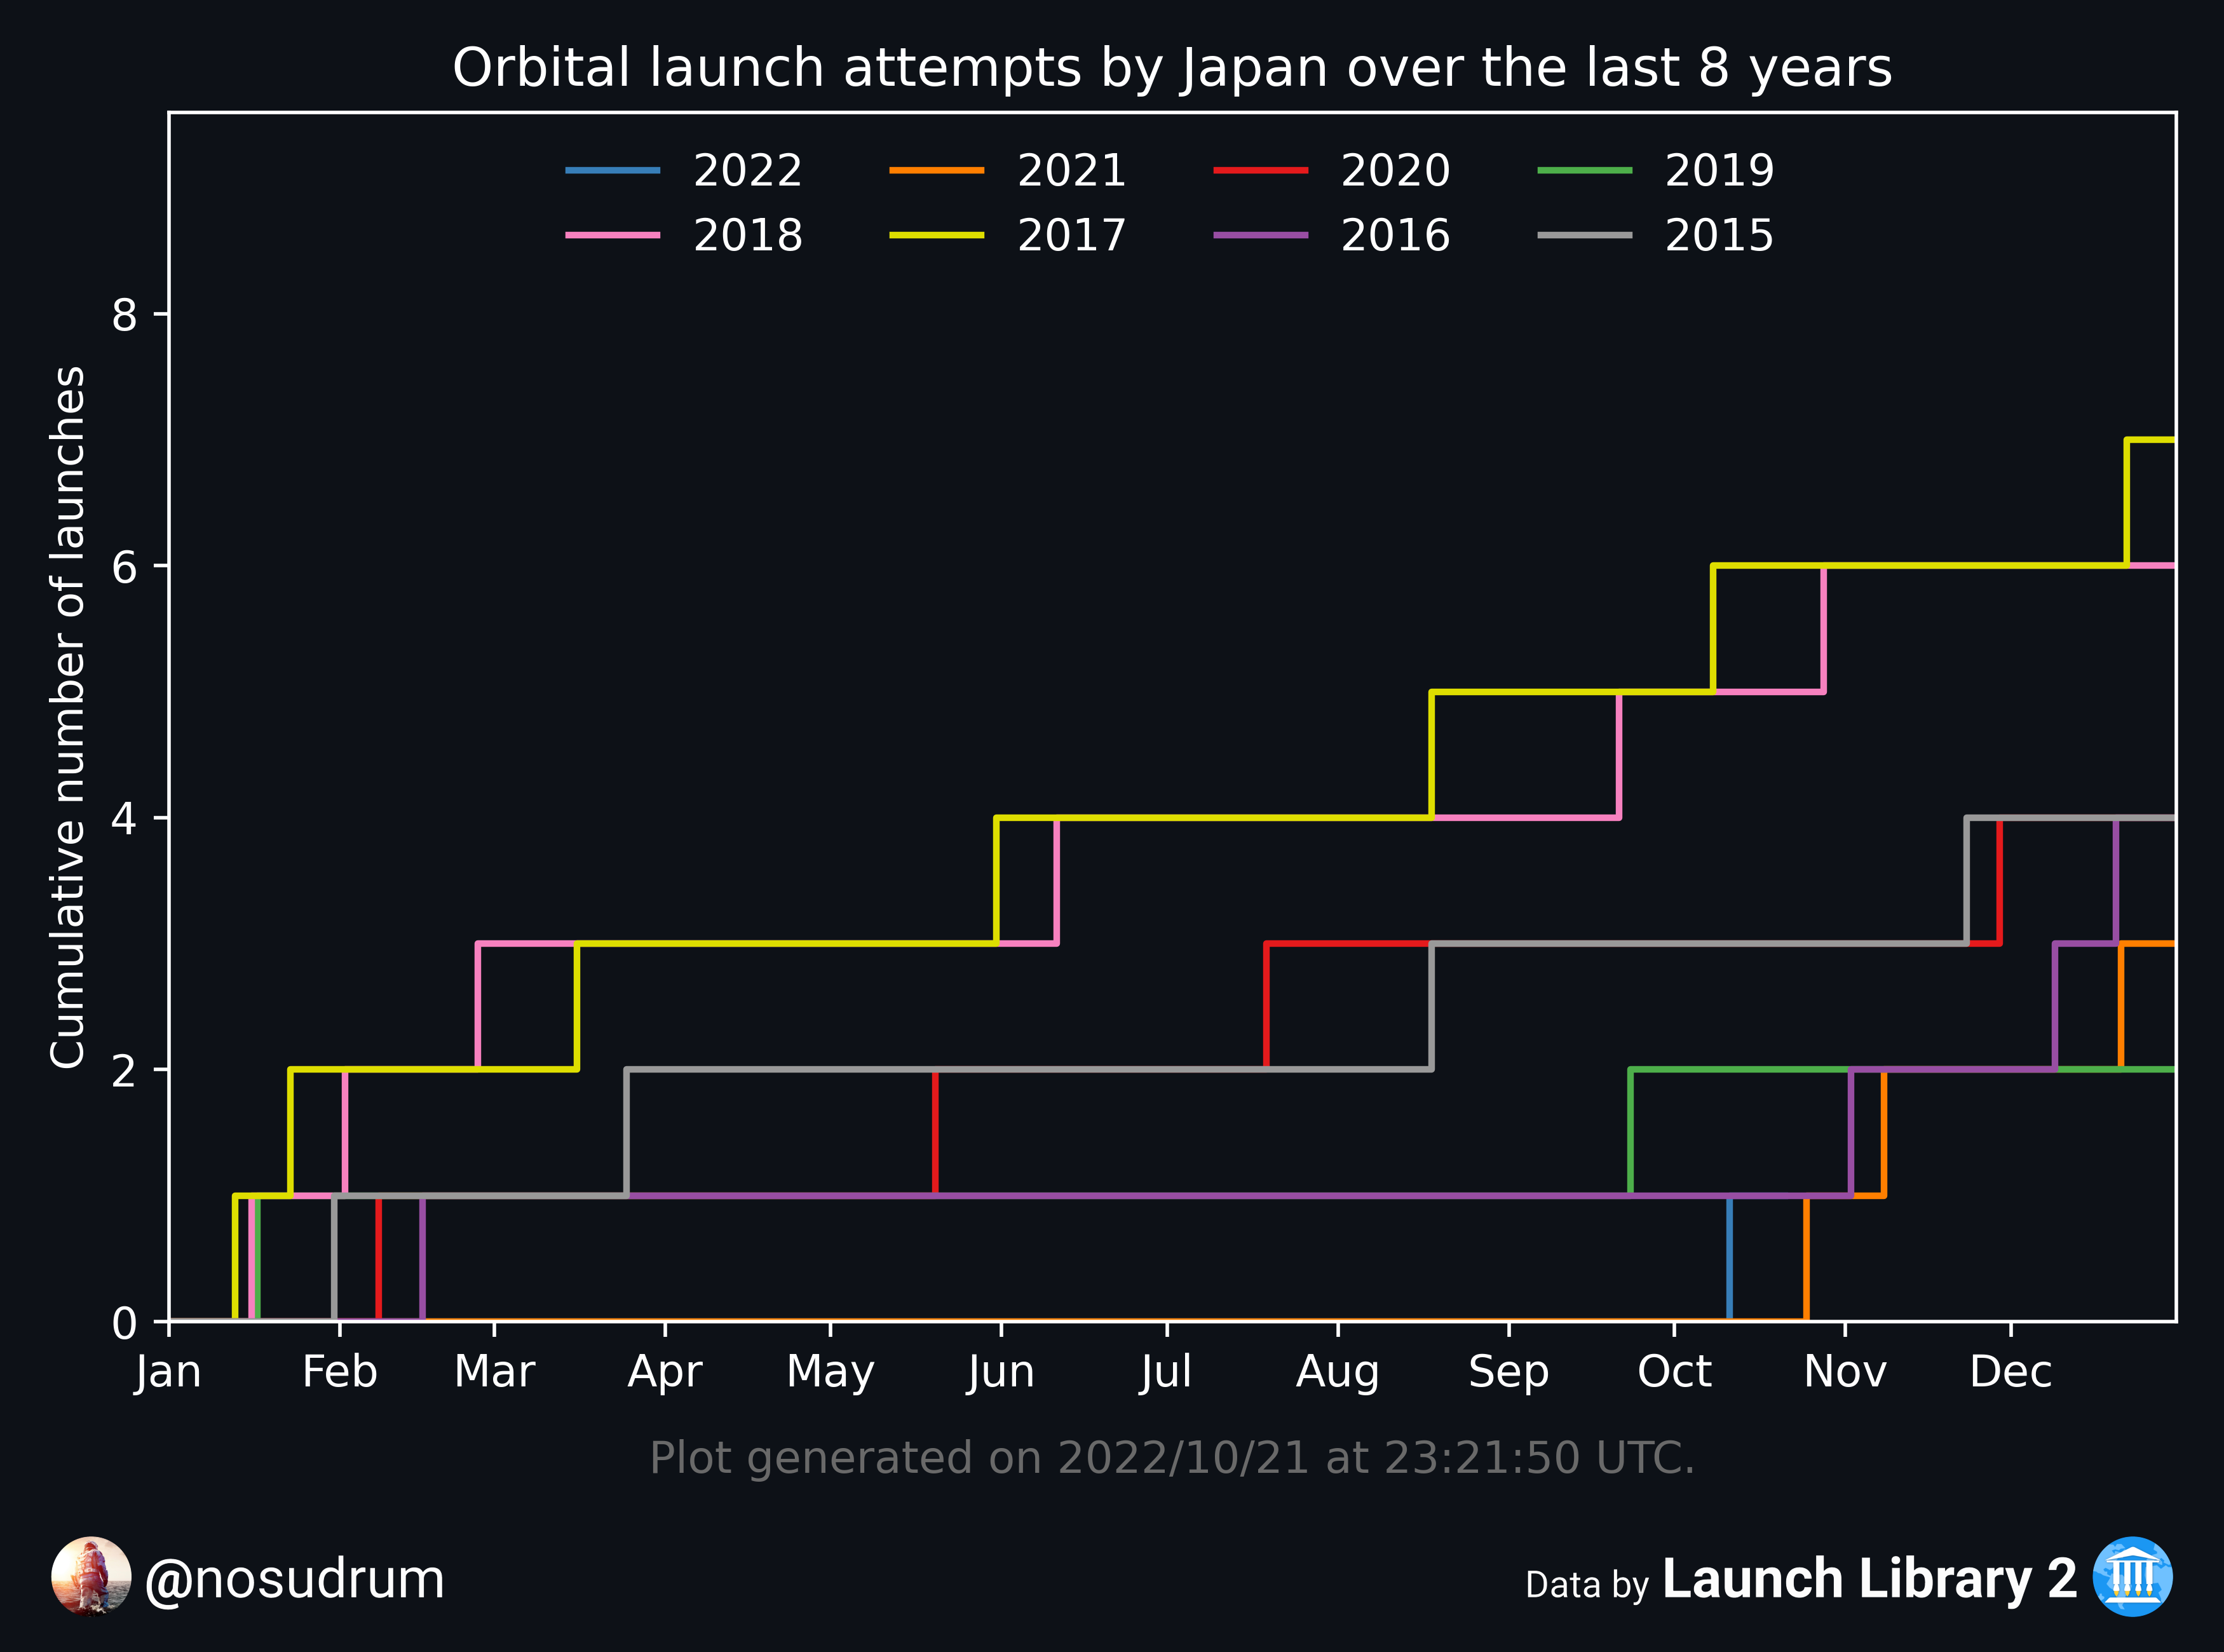 Orbital launch attempts by Japan over the last 8 years
2022 2021 2020 2019
2018 2017 2016 2015
Cumulative number of launches
8
6
4
2
0
Jan Feb Mar Apr May Jun Jul Aug Sep Oct Nov Dec
Plot generated on 2022/10/21 at 23:21:50 UTC.
@nosudrum
Data by Launch Library 2